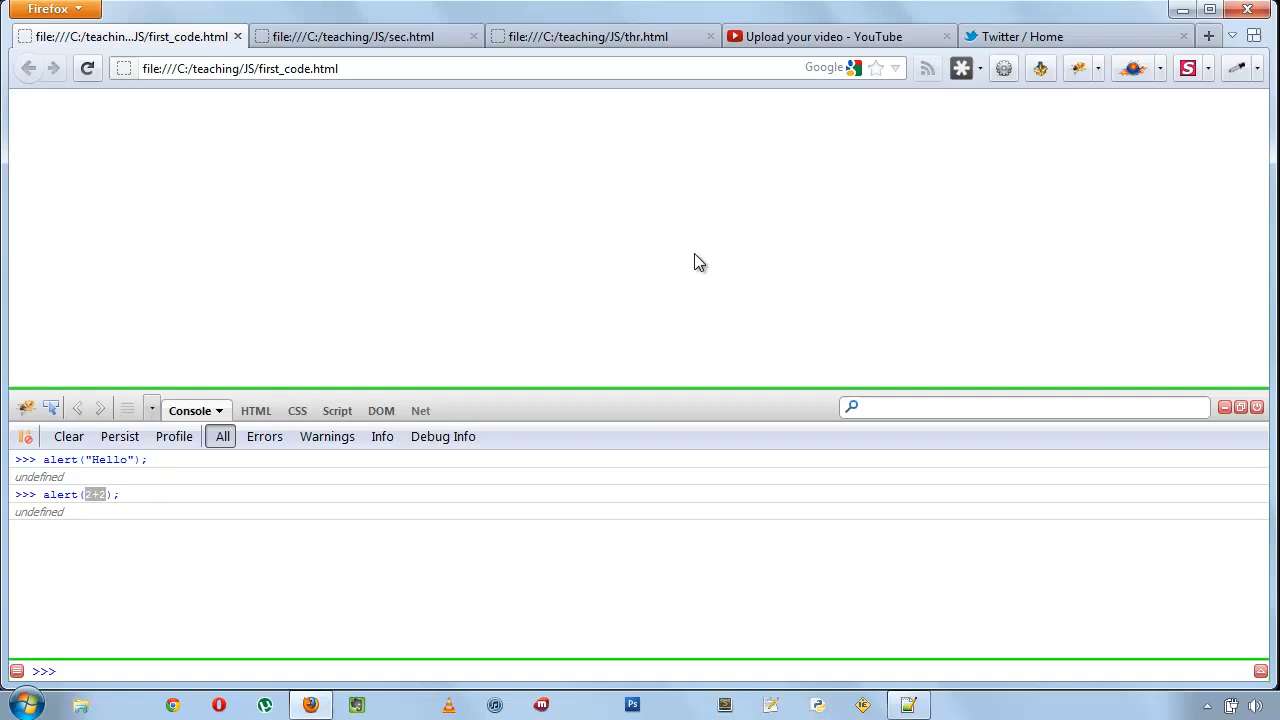 Firefox
file:///C:/teachin...JS/first_code.html
file:///C:/teaching/JS/sec.html
file:///C:/teaching/JS/thr.html
Upload your video - YouTube
Twitter / Home
file:///C:/teaching/JS/first_code.html
Google
S
Console
HTML
CSS
Script
DOM
Net
Clear
Persist
Profile
All
Errors
Warnings
Info
Debug Info
>>> alert("Hello");
undefined
>>> alert(2+2);
undefined
>>>
Ps